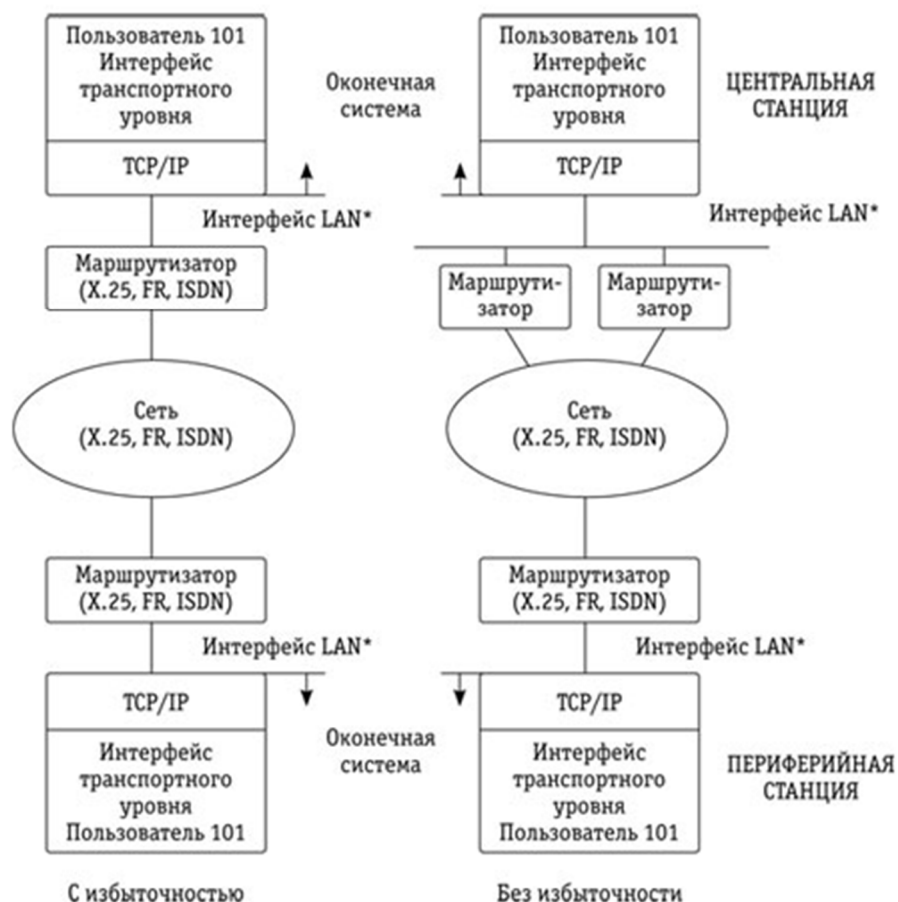 Пользователь 101
Интерфейс
транспортного
уровня
TCP/IP
Оконечная
система
Пользователь 101
Интерфейс
транспортного
уровня
TCP/IP
ЦЕНТРАЛЬНАЯ
СТАНЦИЯ
Интерфейс LAN*
Интерфейс LAN*
Маршрутизатор
(X.25, FR, ISDN)
Маршрути-
затор
Маршрути-
затор
Сеть
(X.25, FR, ISDN)
Сеть
(X.25, FR, ISDN)
Маршрутизатор
(X.25, FR, ISDN)
Маршрутизатор
(X.25, FR, ISDN)
Интерфейс LAN*
Интерфейс LAN*
TCP/IP
Интерфейс
транспортного
уровня
Пользователь 101
Оконечная
система
TCP/IP
Интерфейс
транспортного
уровня
Пользователь 101
ПЕРИФЕРИЙНАЯ
СТАНЦИЯ
С избыточностью
Без избыточности